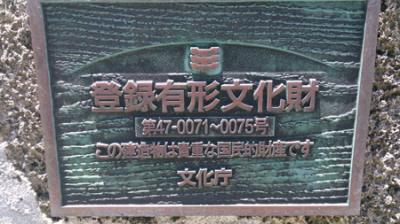 登録有形文化財
第47-0071～0075号
この建造物は貴重な国民的財産です
文化庁